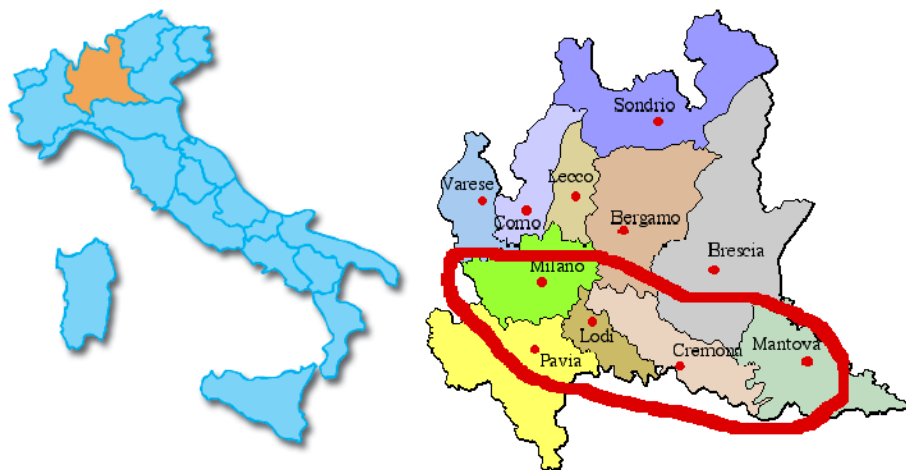 Sondrio
Varese
Lecco
Como
Bergamo
Brescia
Milano
Lodi
Pavia
Cremona
Mantova